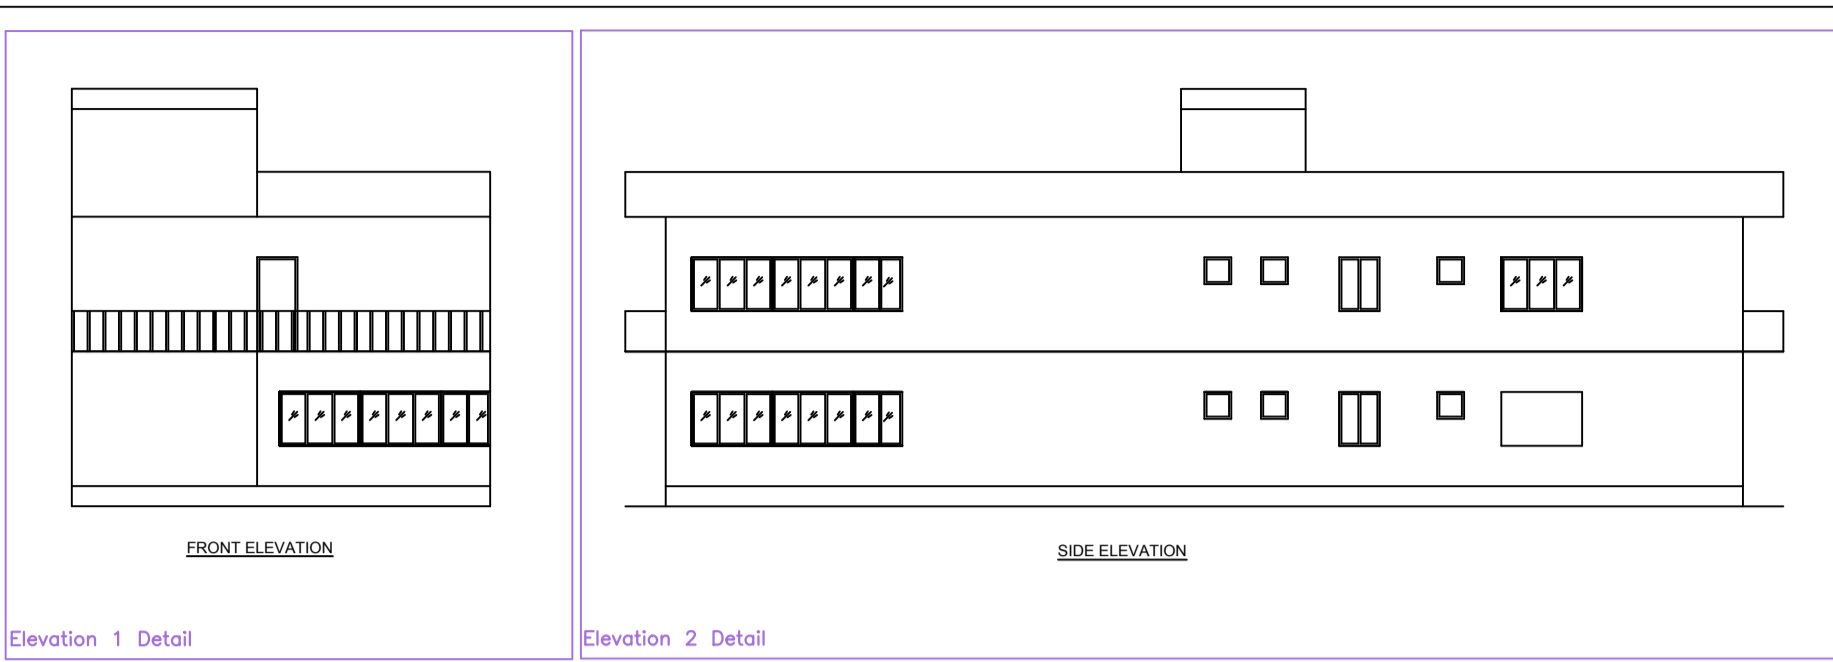 FRONT ELEVATION
SIDE ELEVATION
Elevation 1 Detail
Elevation 2 Detail